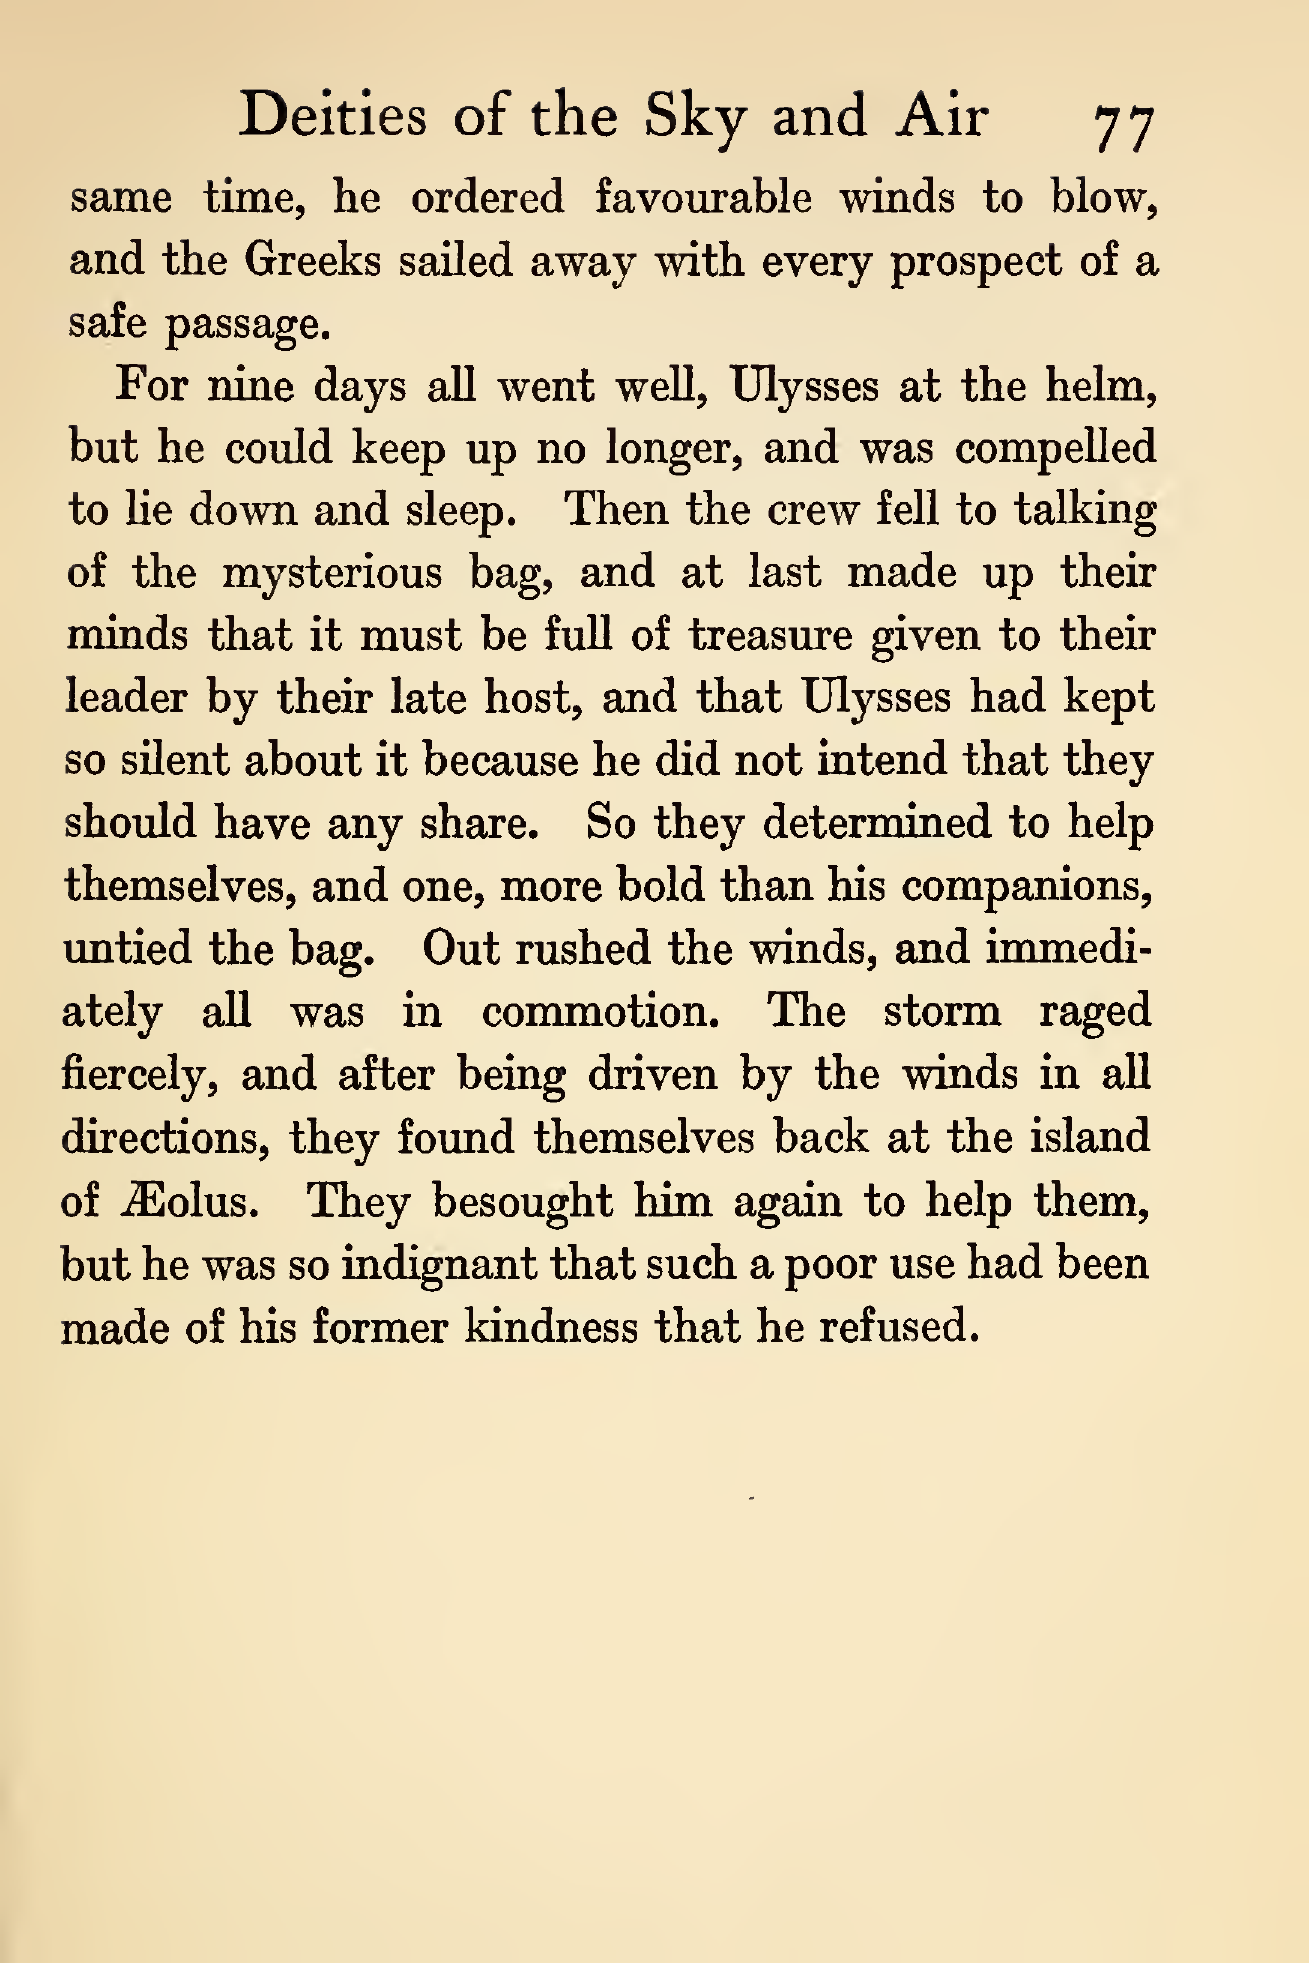 Deities of the Sky and Air 77
same time, he ordered favourable winds to blow,
and the Greeks sailed away with every prospect of a
safe passage.
For nine days all went well, Ulysses at the helm,
but he could keep up no longer, and was compelled
to lie down and sleep. Then the crew fell to talking
of the mysterious bag, and at last made up their
minds that it must be full of treasure given to their
leader by their late host, and that Ulysses had kept
so silent about it because he did not intend that they
should have any share. So they determined to help
themselves, and one, more bold than his companions,
untied the bag. Out rushed the winds, and immedi-
ately all was in commotion. The storm raged
fiercely, and after being driven by the winds in all
directions, they found themselves back at the island
of Æolus. They besought him again to help them,
but he was so indignant that such a poor use had been
made of his former kindness that he refused.